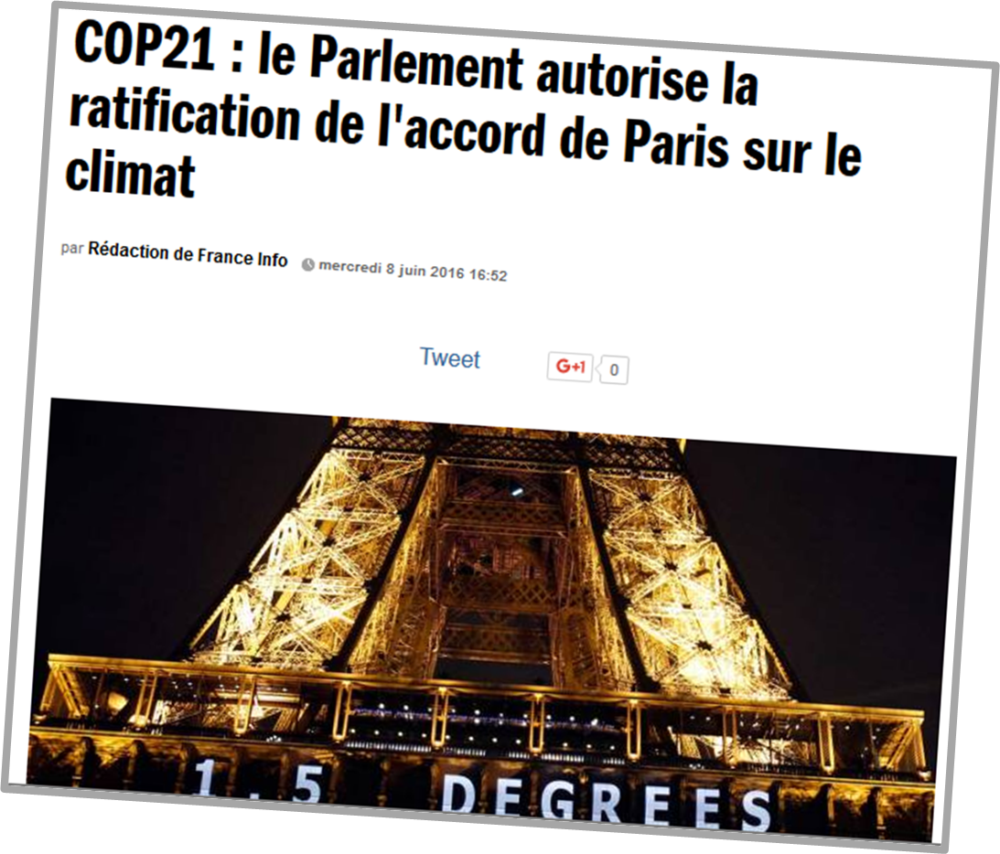 COP21 : le Parlement autorise la
ratification de l'accord de Paris sur le
climat
par Rédaction de France Info mercredi 8 juin 2016 16:52
Tweet G+1 0
1.5 DEGREES